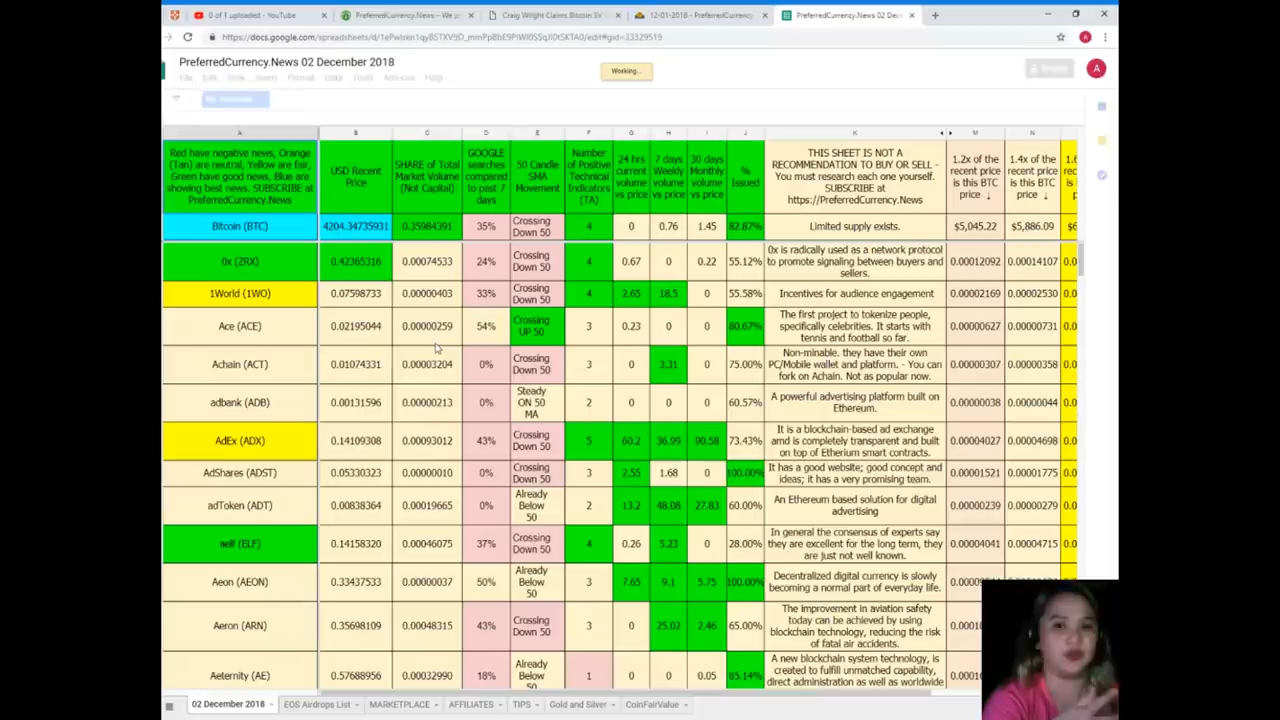 0 of 1 uploaded - YouTube
PreferredCurrency.News – We p
Craig Wright Claims Bitcoin SV
12-01-2018 - PreferredCurrency
PreferredCurrency.News 02 Dec
PreferredCurrency.News 02 December 2018
File Edit View Insert Format Data Tools Add-ons Help
Working...
A
A
A B C D E F G H I J K M N
Red have negative news, Orange
(Tan) are neutral, Yellow are fair,
Green have good news, Blue are
showing best news. SUBSCRIBE at
PreferredCurrency.News
USD Recent
Price
SHARE of Total
Market Volume
(Not Capital)
GOOGLE
searches
compared
to past 7
days
50 Candle
SMA
Movement
Number
of Positive
Technical
Indicators
(TA)
24 hrs
current
volume
vs price
7 days
Weekly
volume
vs price
30 days
Monthly
volume
vs price
%
Issued
THIS SHEET IS NOT A
RECOMMENDATION TO BUY OR SELL -
You must research each one yourself.
SUBSCRIBE at
https://PreferredCurrency.News
1.2x of the
recent price
is this BTC
price ↓
1.4x of the
recent price
is this BTC
price ↓
Bitcoin (BTC) 4204.34735931 0.35984391 35% Crossing Down 50 4 0 0.76 1.45 82.87% Limited supply exists. $5,045.22 $5,886.09
0x (ZRX) 0.42365316 0.00074533 24% Crossing Down 50 4 0.67 0 0.22 55.12% 0x is radically used as a network protocol to promote signaling between buyers and sellers. 0.00012092 0.00014107
1World (1WO) 0.07598733 0.00000403 33% Crossing Down 50 4 2.65 18.5 0 55.58% Incentives for audience engagement 0.00002169 0.00002530
Ace (ACE) 0.02195044 0.00000259 54% Crossing UP 50 3 0.23 0 0 80.67% The first project to tokenize people, specifically celebrities. It starts with tennis and football so far. 0.00000627 0.00000731
Achain (ACT) 0.01074331 0.00003204 0% Crossing Down 50 3 0 3.31 0 75.00% Non-minable. they have their own PC/Mobile wallet and platform. - You can fork on Achain. Not as popular now. 0.00000307 0.00000358
adbank (ADB) 0.00131596 0.00000213 0% Steady ON 50 MA 2 0 0 0 60.57% A powerful advertising platform built on Ethereum. 0.00000038 0.00000044
AdEx (ADX) 0.14109308 0.00093012 43% Crossing Down 50 5 60.2 36.99 90.58 73.43% It is a blockchain-based ad exchange amd is completely transparent and built on top of Etherium smart contracts. 0.00004027 0.00004698
AdShares (ADST) 0.05330323 0.00000010 0% Crossing Down 50 3 2.55 1.68 0 100.00% It has a good website; good concept and ideas; it has a very promising team. 0.00001521 0.00001775
adToken (ADT) 0.00838364 0.00019665 0% Already Below 50 2 13.2 48.08 27.83 60.00% An Ethereum based solution for digital advertising 0.00000239 0.00000279
aelf (ELF) 0.14158320 0.00046075 37% Crossing Down 50 4 0.26 5.23 0 28.00% In general the consensus of experts say they are excellent for the long term, they are just not well known. 0.00004041 0.00004715
Aeon (AEON) 0.33437533 0.00000037 50% Already Below 50 3 7.65 9.1 5.75 100.00% Decentralized digital currency is slowly becoming a normal part of everyday life.
Aeron (ARN) 0.35698109 0.00048315 43% Crossing Down 50 3 0 25.02 2.46 65.00% The improvement in aviation safety today can be achieved by using blockchain technology, reducing the risk of fatal air accidents.
Aeternity (AE) 0.57688956 0.00032990 18% Already Below 50 1 0 0 0.05 85.14% A new blockchain system technology, is created to fulfill unmatched capability, direct administration as well as worldwide
02 December 2018 EOS Airdrops List MARKETPLACE AFFILIATES TIPS Gold and Silver CoinFairValue